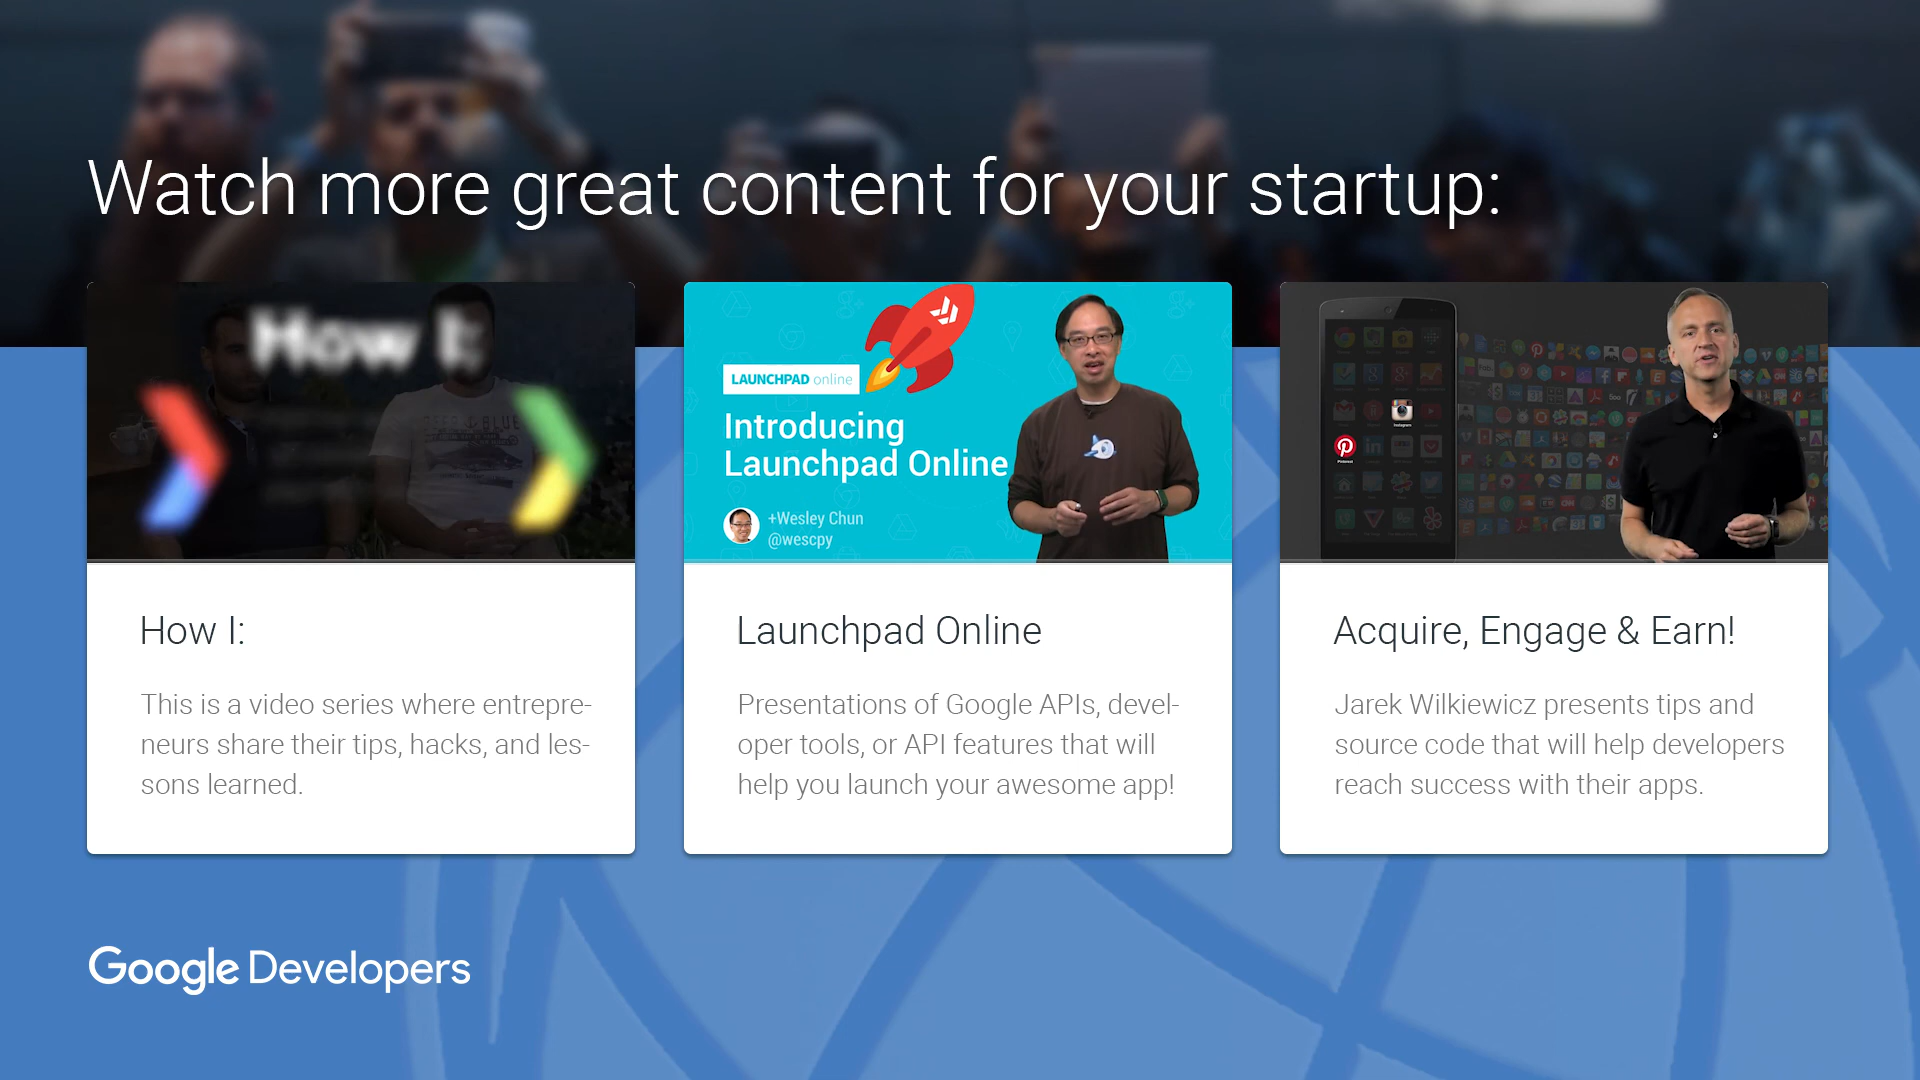 Watch more great content for your startup:
How I:
LAUNCHPAD online
Introducing
Launchpad Online
+Wesley Chun
@wescpy
How I:
This is a video series where entrepre-
neurs share their tips, hacks, and les-
sons learned.
Launchpad Online
Presentations of Google APIs, devel-
oper tools, or API features that will
help you launch your awesome app!
Acquire, Engage & Earn!
Jarek Wilkiewicz presents tips and
source code that will help developers
reach success with their apps.
Google Developers